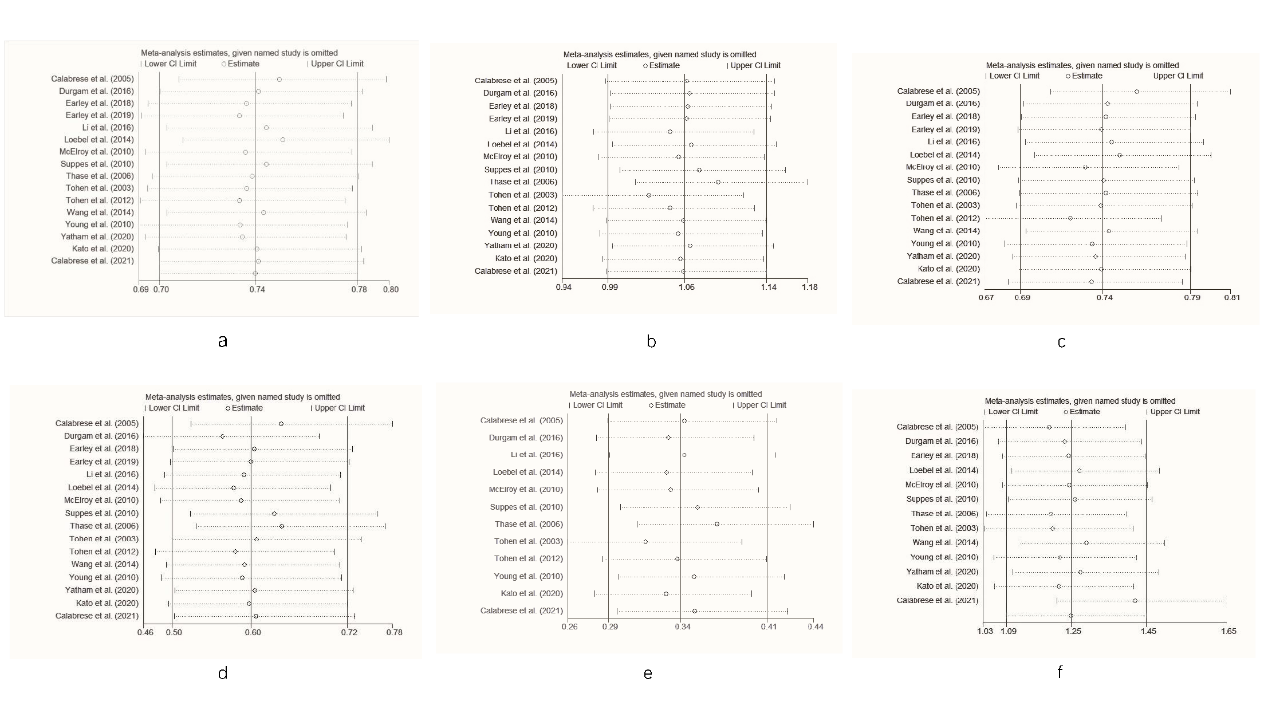 Meta-analysis estimates, given named study is omitted
Lower CI Limit Estimate Upper CI Limit
Calabrese et al. (2005)
Durgam et al. (2016)
Earley et al. (2018)
Earley et al. (2019)
Li et al. (2016)
Loebel et al. (2014)
McElroy et al. (2010)
Suppes et al. (2010)
Thase et al. (2006)
Tohen et al. (2003)
Tohen et al. (2012)
Wang et al. (2014)
Young et al. (2010)
Yatham et al. (2020)
Kato et al. (2020)
Calabrese et al. (2021)
0.69 0.70 0.74 0.78 0.80
a
Meta-analysis estimates, given named study is omitted
Lower CI Limit Estimate Upper CI Limit
Calabrese et al. (2005)
Durgam et al. (2016)
Earley et al. (2018)
Earley et al. (2019)
Li et al. (2016)
Loebel et al. (2014)
McElroy et al. (2010)
Suppes et al. (2010)
Thase et al. (2006)
Tohen et al. (2003)
Tohen et al. (2012)
Wang et al. (2014)
Young et al. (2010)
Yatham et al. (2020)
Kato et al. (2020)
Calabrese et al. (2021)
0.94 0.99 1.06 1.14 1.18
b
Meta-analysis estimates, given named study is omitted
Lower CI Limit Estimate Upper CI Limit
Calabrese et al. (2005)
Durgam et al. (2016)
Earley et al. (2018)
Earley et al. (2019)
Li et al. (2016)
Loebel et al. (2014)
McElroy et al. (2010)
Suppes et al. (2010)
Thase et al. (2006)
Tohen et al. (2003)
Tohen et al. (2012)
Wang et al. (2014)
Young et al. (2010)
Yatham et al. (2020)
Kato et al. (2020)
Calabrese et al. (2021)
0.67 0.69 0.74 0.79 0.81
c
Meta-analysis estimates, given named study is omitted
Lower CI Limit Estimate Upper CI Limit
Calabrese et al. (2005)
Durgam et al. (2016)
Earley et al. (2018)
Earley et al. (2019)
Li et al. (2016)
Loebel et al. (2014)
McElroy et al. (2010)
Suppes et al. (2010)
Thase et al. (2006)
Tohen et al. (2003)
Tohen et al. (2012)
Wang et al. (2014)
Young et al. (2010)
Yatham et al. (2020)
Kato et al. (2020)
Calabrese et al. (2021)
0.46 0.50 0.60 0.72 0.78
d
Meta-analysis estimates, given named study is omitted
Lower CI Limit Estimate Upper CI Limit
Calabrese et al. (2005)
Durgam et al. (2016)
Li et al. (2016)
Loebel et al. (2014)
McElroy et al. (2010)
Suppes et al. (2010)
Thase et al. (2006)
Tohen et al. (2003)
Tohen et al. (2012)
Young et al. (2010)
Kato et al. (2020)
Calabrese et al. (2021)
0.26 0.29 0.34 0.41 0.44
e
Meta-analysis estimates, given named study is omitted
Lower CI Limit Estimate Upper CI Limit
Calabrese et al. (2005)
Durgam et al. (2016)
Earley et al. (2018)
Loebel et al. (2014)
McElroy et al. (2010)
Suppes et al. (2010)
Thase et al. (2006)
Tohen et al. (2003)
Wang et al. (2014)
Young et al. (2010)
Yatham et al. (2020)
Kato et al. (2020)
Calabrese et al. (2021)
1.03 1.09 1.25 1.45 1.65
f